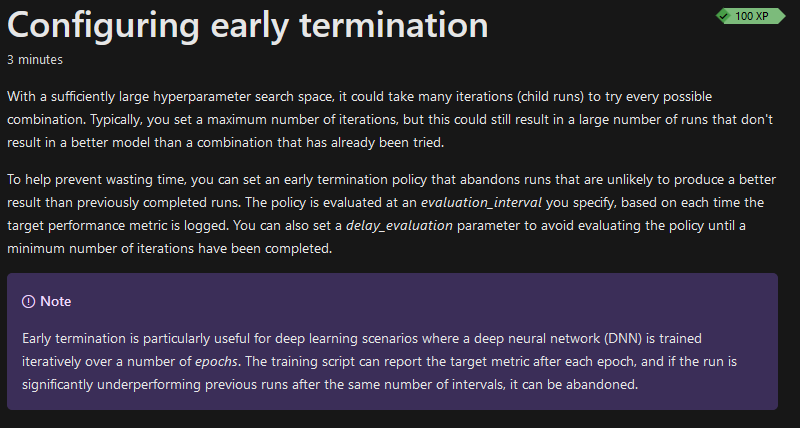 Configuring early termination
100 XP
3 minutes
With a sufficiently large hyperparameter search space, it could take many iterations (child runs) to try every possible
combination. Typically, you set a maximum number of iterations, but this could still result in a large number of runs that don't
result in a better model than a combination that has already been tried.
To help prevent wasting time, you can set an early termination policy that abandons runs that are unlikely to produce a better
result than previously completed runs. The policy is evaluated at an evaluation_interval you specify, based on each time the
target performance metric is logged. You can also set a delay_evaluation parameter to avoid evaluating the policy until a
minimum number of iterations have been completed.
Note
Early termination is particularly useful for deep learning scenarios where a deep neural network (DNN) is trained
iteratively over a number of epochs. The training script can report the target metric after each epoch, and if the run is
significantly underperforming previous runs after the same number of intervals, it can be abandoned.